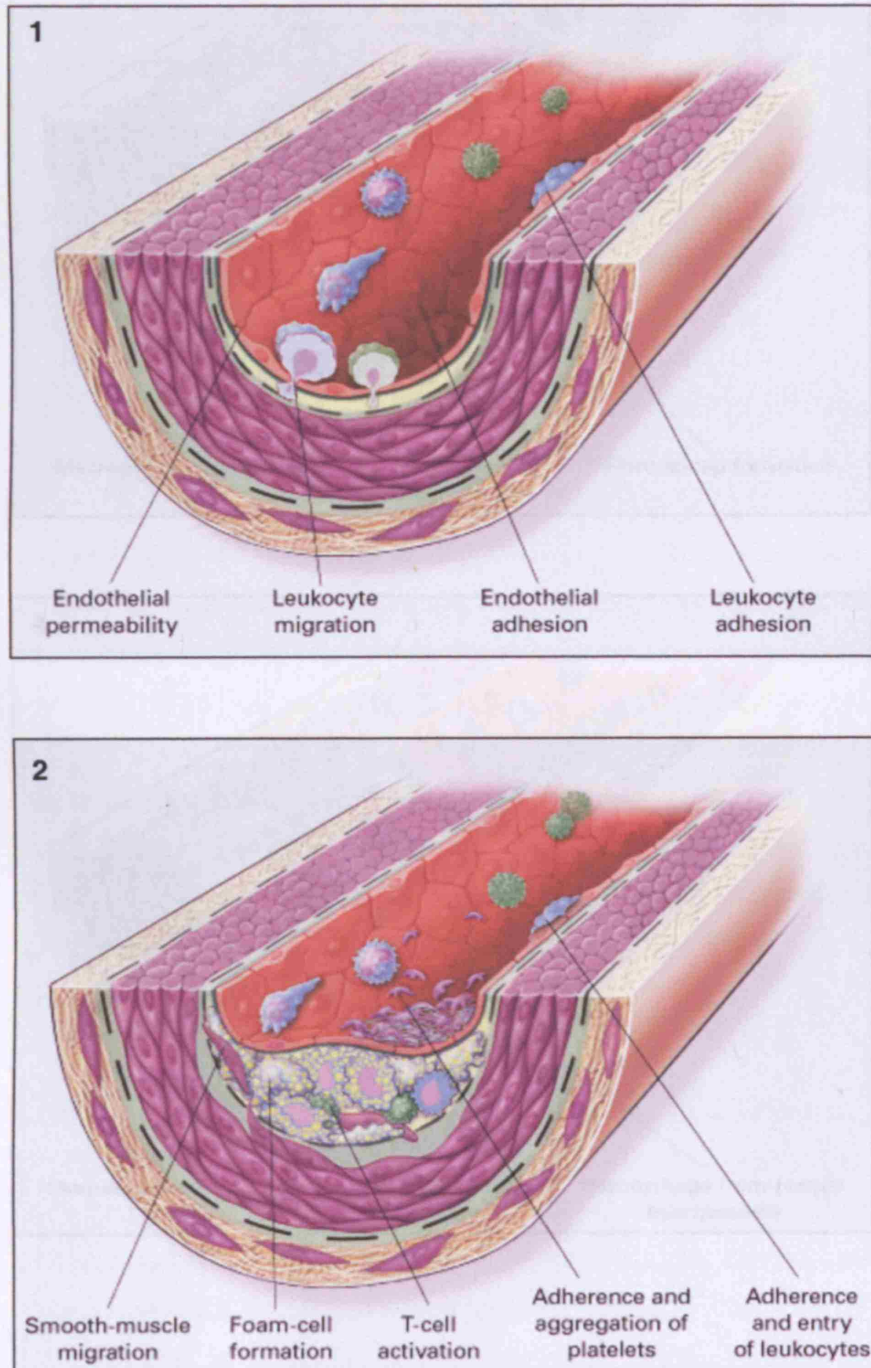 1
Endothelial
permeability
Leukocyte
migration
Endothelial
adhesion
Leukocyte
adhesion
2
Smooth-muscle
migration
Foam-cell
formation
T-cell
activation
Adherence and
aggregation of
platelets
Adherence
and entry
of leukocytes